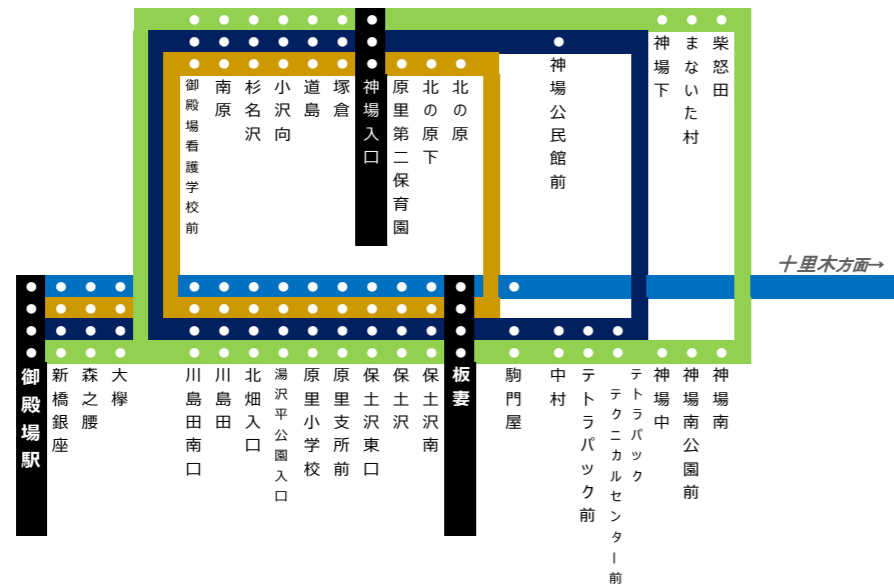 御殿場看護学校前
南原
杉名沢
小沢向
道島
塚倉
神場入口
原里第二保育園
北の原下
北の原
神場公民館前
神場下
まないた村
柴怒田
十里木方面→
御殿場駅
新橋銀座
森之腰
大欅
川島田南口
川島田
北畑入口
湯沢平公園入口
原里小学校
原里支所前
保土沢東口
保土沢
保土沢南
板妻
駒門屋
中村
テトラパック前
テトラパック
テクニカルセンター前
神場中
神場南公園前
神場南